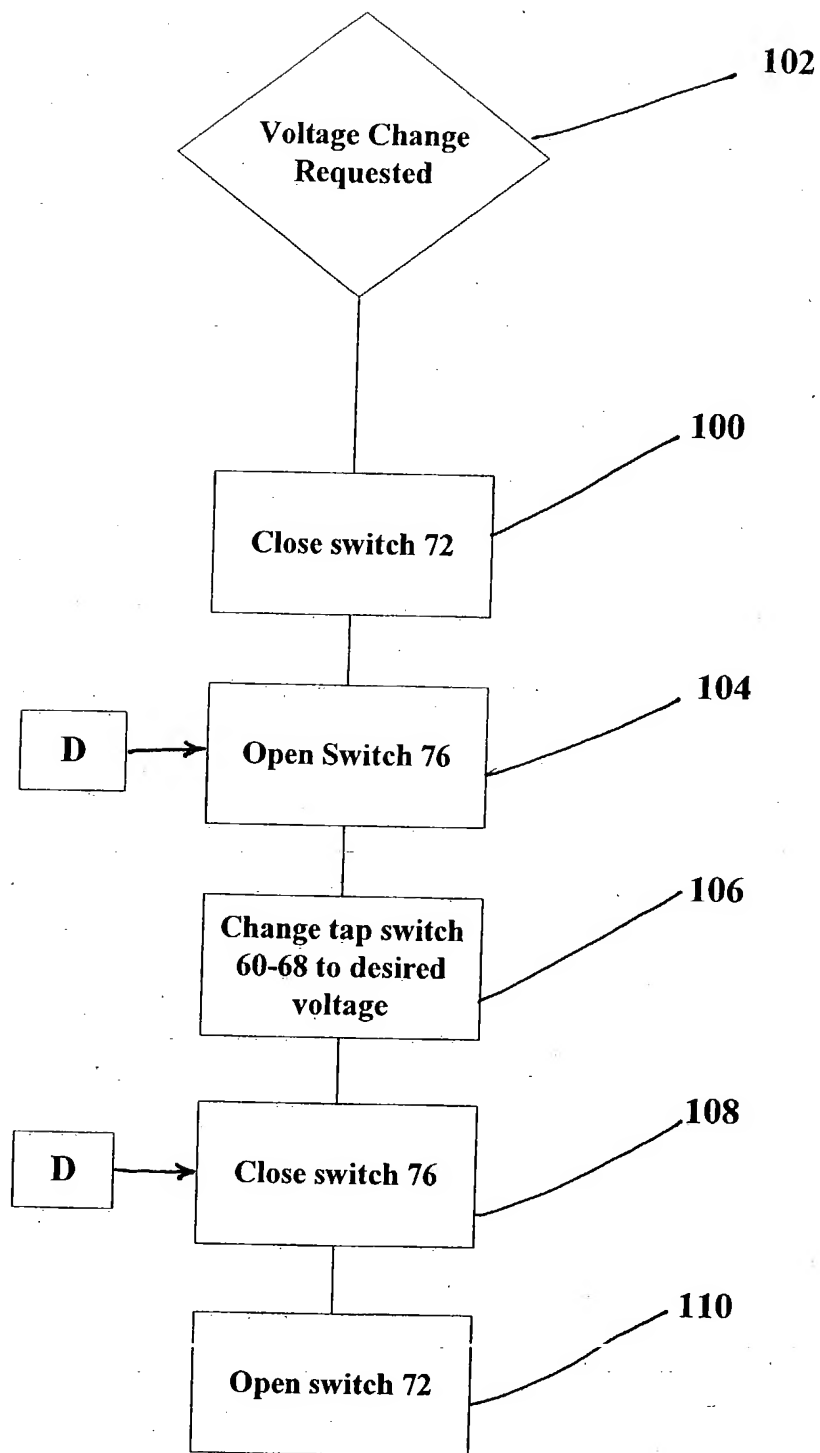 102
Voltage Change
Requested
100
Close switch 72
104
D
Open Switch 76
106
Change tap switch
60-68 to desired
voltage
108
D
Close switch 76
110
Open switch 72